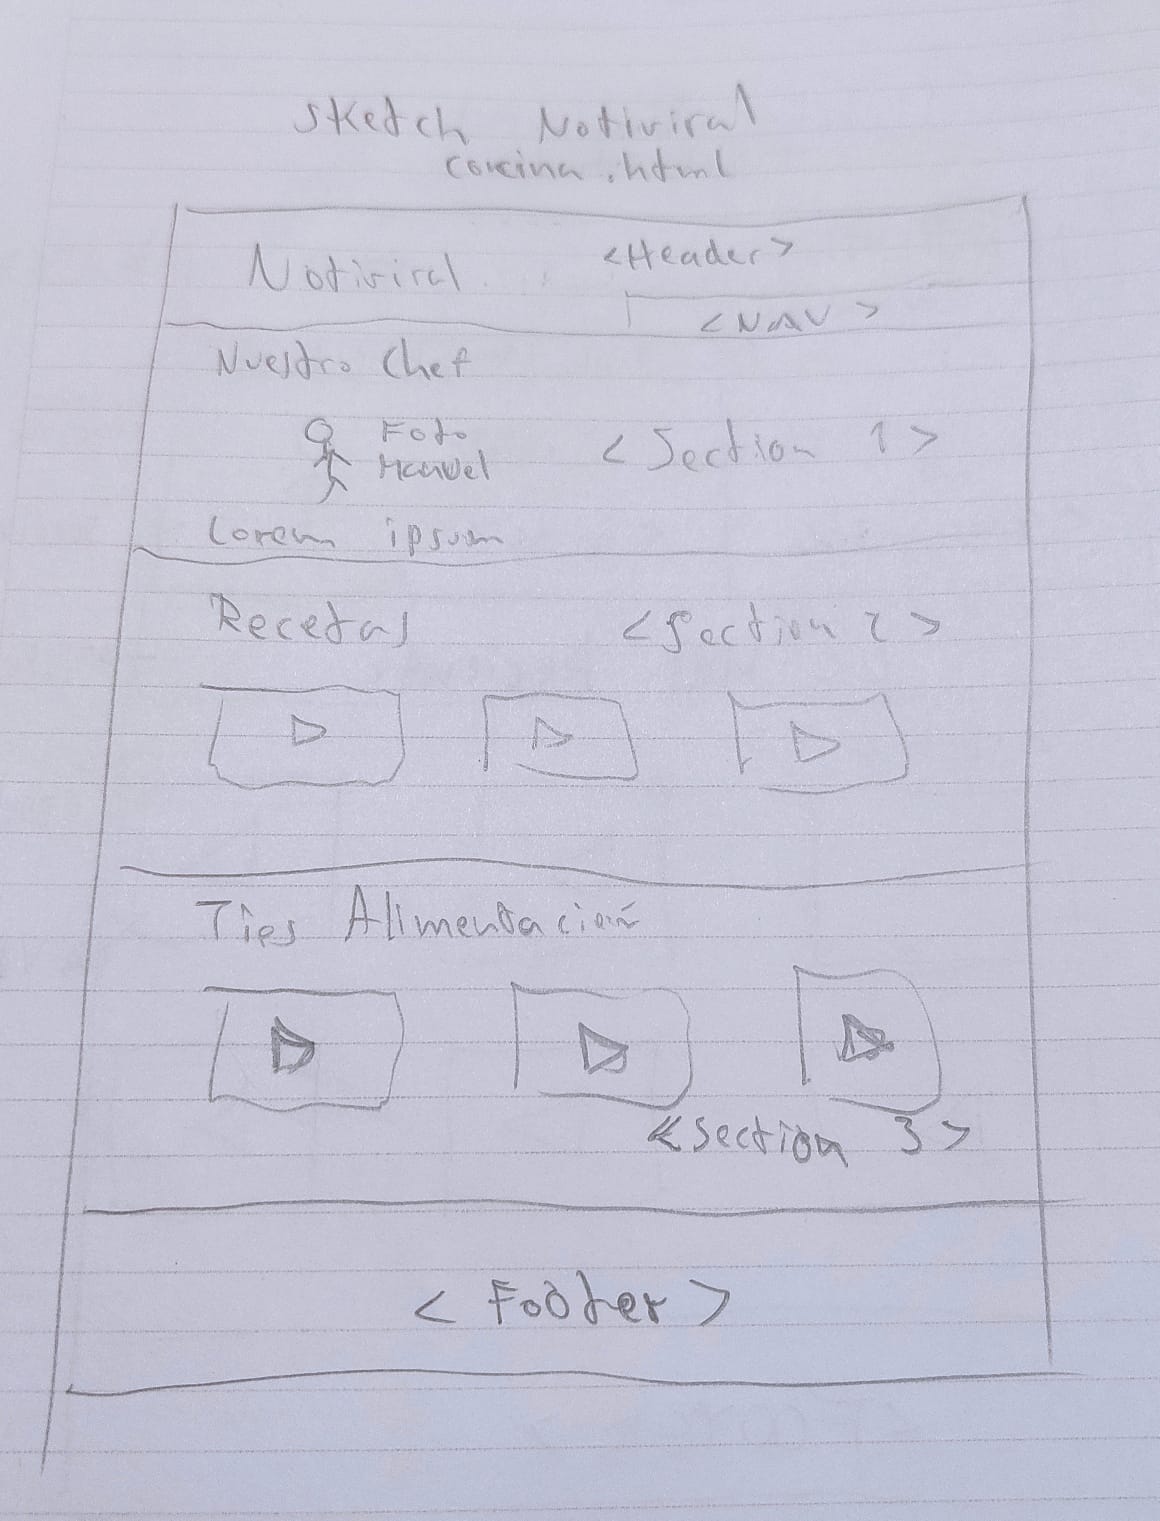 Sketch Notiviral
cocina.html
Notiviral <Header>
<NAV>
Nuestro Chef
Foto
Manuel
<Section 1>
Lorem ipsum
Recetas <Section 2>
Tips Alimentación
<section 3>
<Footer>